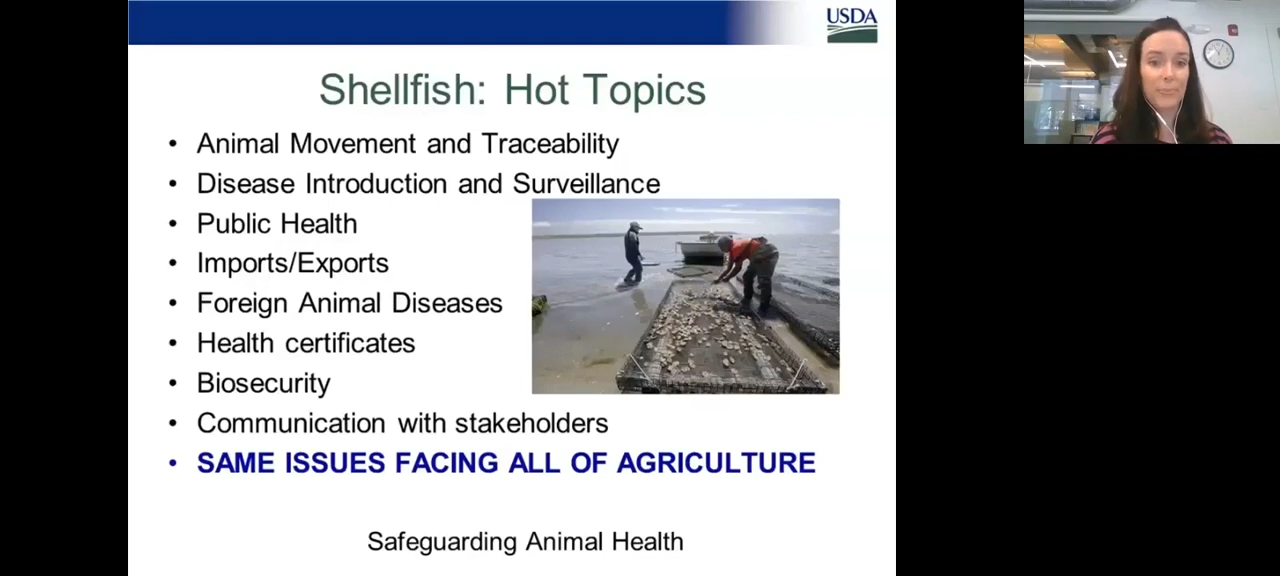 USDA
Shellfish: Hot Topics
• Animal Movement and Traceability
• Disease Introduction and Surveillance
• Public Health
• Imports/Exports
• Foreign Animal Diseases
• Health certificates
• Biosecurity
• Communication with stakeholders
• SAME ISSUES FACING ALL OF AGRICULTURE
Safeguarding Animal Health